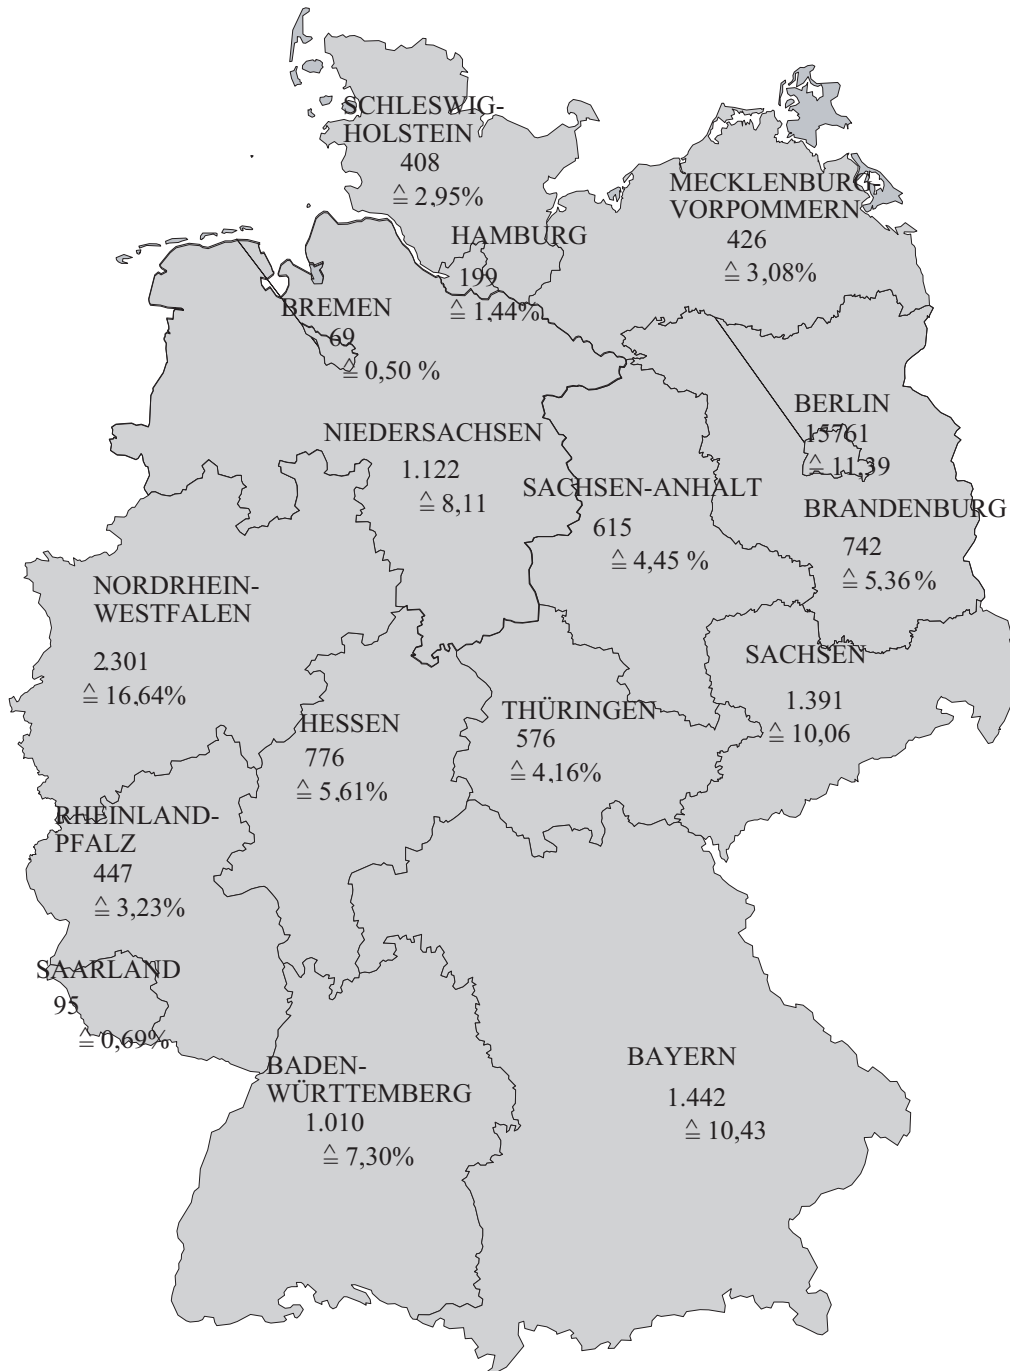 SCHLESWIG-
HOLSTEIN
408
≙ 2,95%
MECKLENBURG-
VORPOMMERN
426
≙ 3,08%
HAMBURG
199
≙ 1,44%
BREMEN
69
≙ 0,50 %
BERLIN
15761
≙ 11,39
NIEDERSACHSEN
1.122
≙ 8,11
SACHSEN-ANHALT
615
≙ 4,45 %
BRANDENBURG
742
≙ 5,36 %
NORDRHEIN-
WESTFALEN
2.301
≙ 16,64%
SACHSEN
1.391
≙ 10,06
HESSEN
776
≙ 5,61%
THÜRINGEN
576
≙ 4,16%
RHEINLAND-
PFALZ
447
≙ 3,23%
SAARLAND
95
≙ 0,69%
BADEN-
WÜRTTEMBERG
1.010
≙ 7,30%
BAYERN
1.442
≙ 10,43